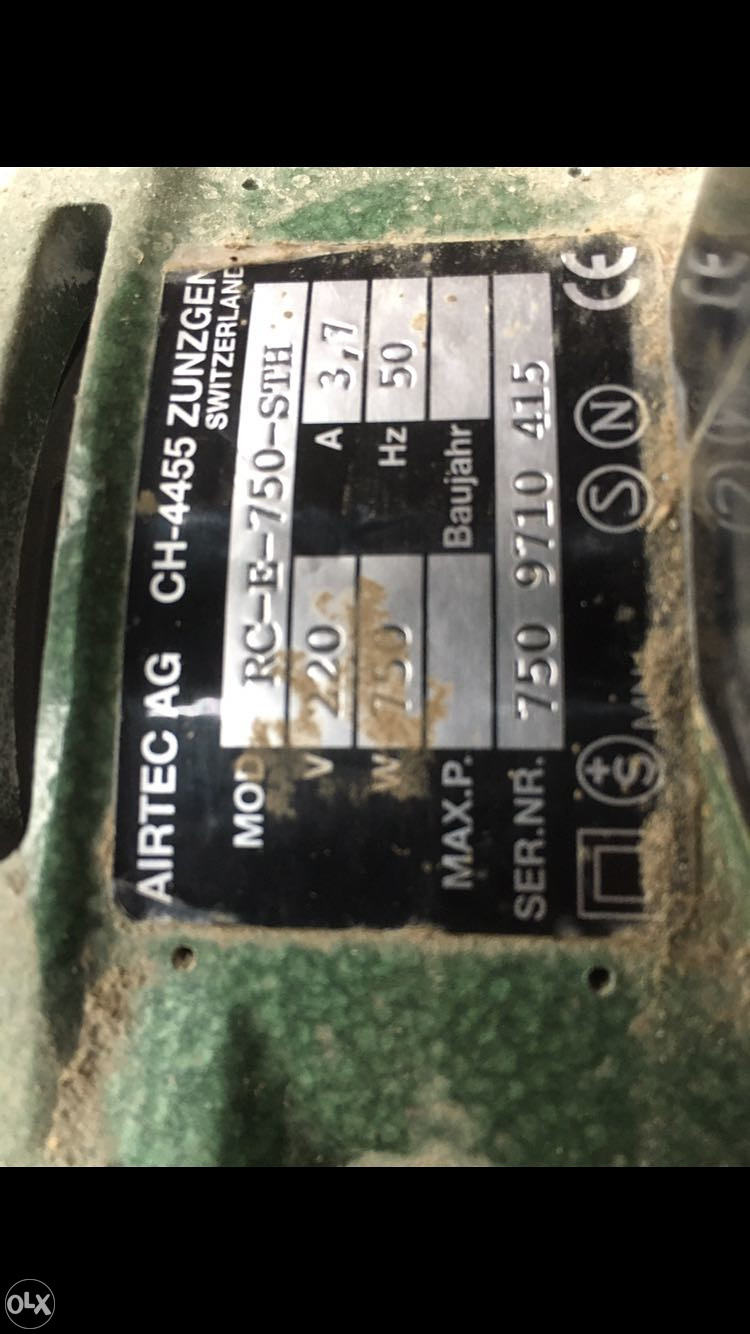 AIRTEC AG CH-4455 ZUNZGEN
SWITZERLAND
MOD. RC-E-750-STH
V 220 A 3,7
W 750 Hz 50
MAX.P. Baujahr
SER.NR. 750 9710 415
S N CE
OLX